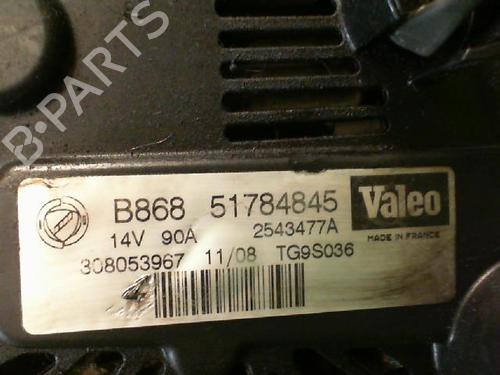 B-PARTS
B868 51784845 Valeo
14V 90A 2543477A MADE IN FRANCE
308053967 11/08 TG9S036